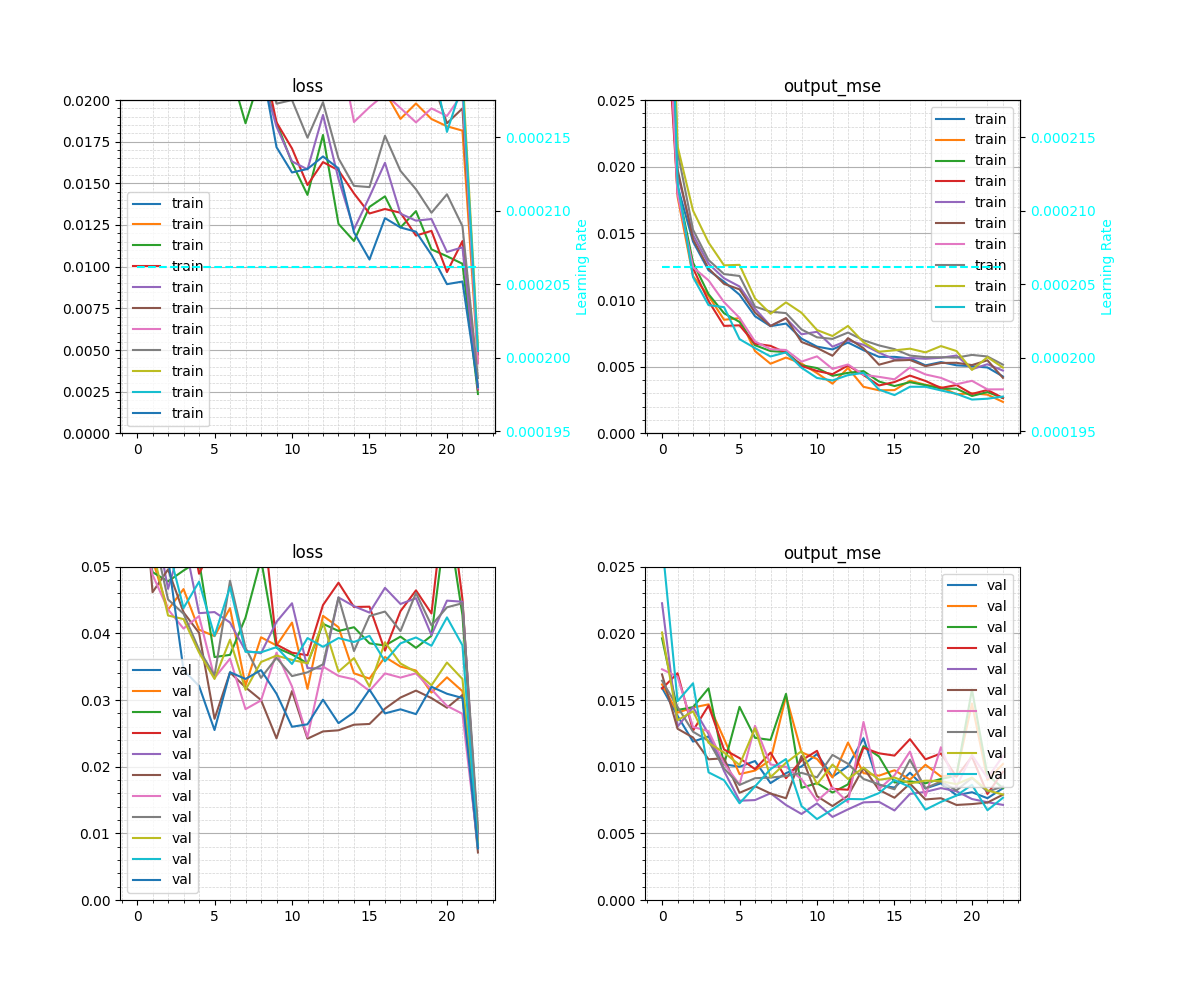 loss
0.0200
0.0175
0.0150
0.0125
0.0100
0.0075
0.0050
0.0025
0.0000
train
train
train
train
train
train
train
train
train
train
train
0 5 10 15 20
0.000215
0.000210
0.000205
0.000200
0.000195
Learning Rate
output_mse
0.025
0.020
0.015
0.010
0.005
0.000
train
train
train
train
train
train
train
train
train
train
0 5 10 15 20
0.000215
0.000210
0.000205
0.000200
0.000195
Learning Rate
loss
0.05
0.04
0.03
0.02
0.01
0.00
val
val
val
val
val
val
val
val
val
val
val
0 5 10 15 20
output_mse
0.025
0.020
0.015
0.010
0.005
0.000
val
val
val
val
val
val
val
val
val
val
0 5 10 15 20